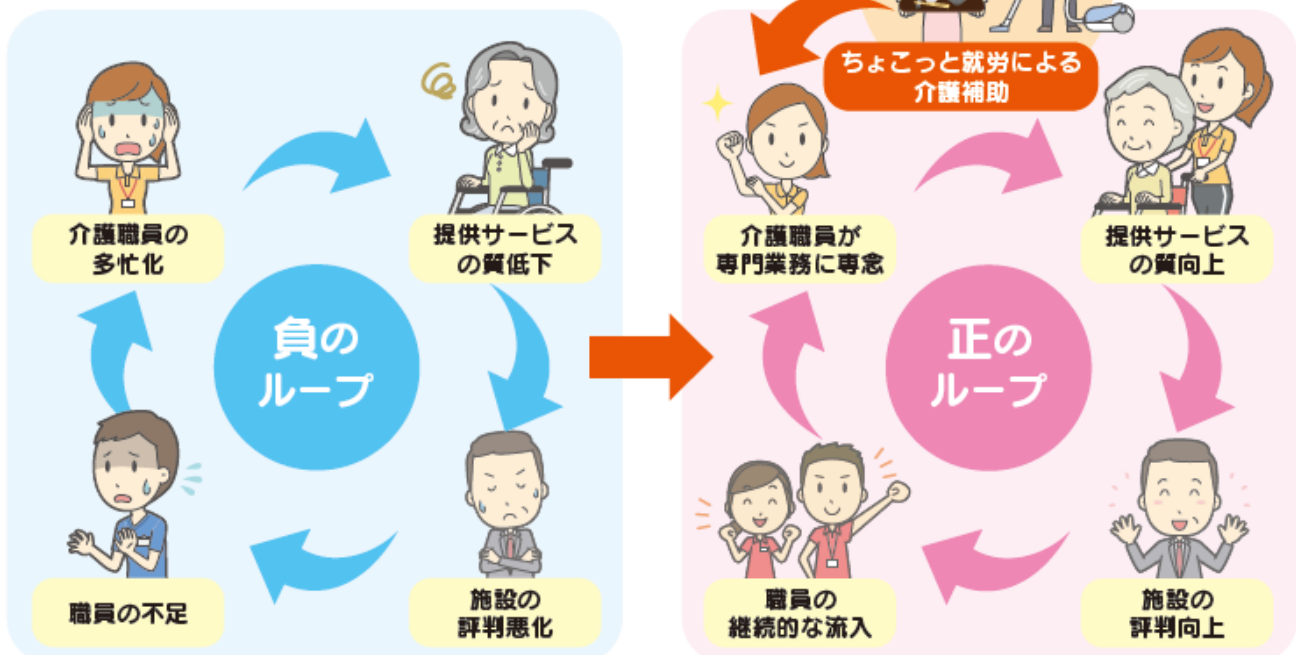 介護職員の
多忙化
提供サービス
の質低下
負の
ループ
職員の不足
施設の
評判悪化
ちょこっと就労による
介護補助
介護職員が
専門業務に専念
提供サービス
の質向上
正の
ループ
職員の
継続的な流入
施設の
評判向上